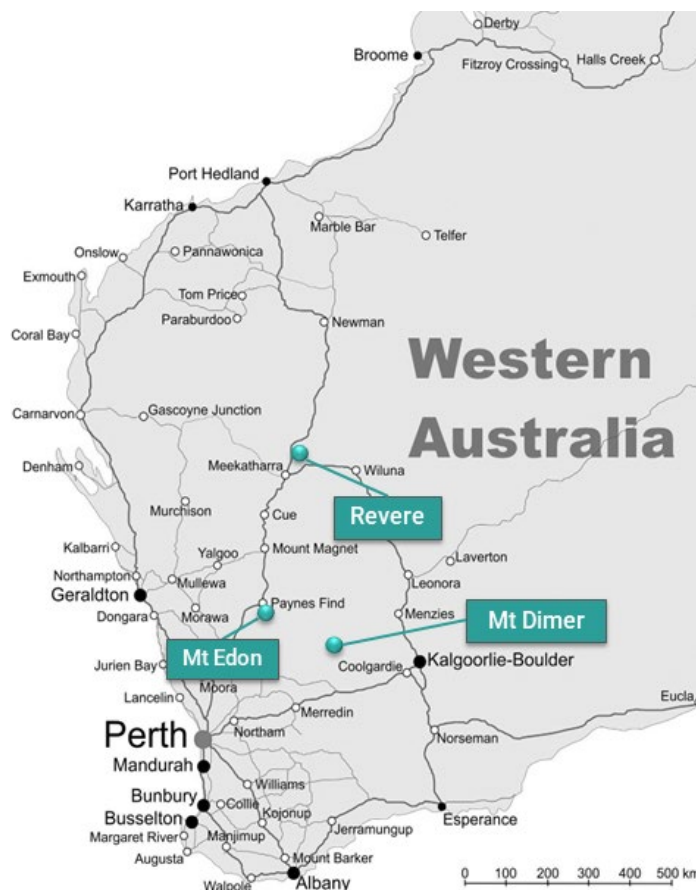 Derby
Broome
Fitzroy Crossing
Halls Creek
Port Hedland
Karratha
Marble Bar
Telfer
Onslow
Pannawonica
Exmouth
Tom Price
Paraburdoo
Newman
Coral Bay
Western
Australia
Carnarvon
Gascoyne Junction
Denham
Meekatharra
Wiluna
Revere
Murchison
Cue
Kalbarri
Yalgoo
Mount Magnet
Laverton
Northampton
Mullewa
Leonora
Geraldton
Dongara
Morawa
Paynes Find
Menzies
Mt Dimer
Mt Edon
Jurien Bay
Coolgardie
Kalgoorlie-Boulder
Moora
Lancelin
Merredin
Eucla
Perth
Northam
Norseman
Mandurah
Williams
Bunbury
Collie
Busselton
Kojonup
Esperance
Margaret River
Manjimup
Jerramungup
Augusta
Mount Barker
Walpole
Albany
0 100 200 300 400 500 km